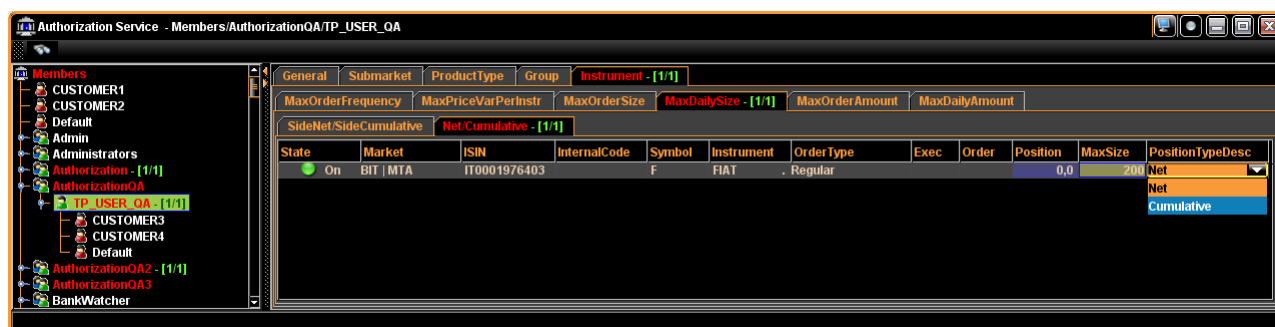 Authorization Service - Members/AuthorizationQA/TP_USER_QA
Members
CUSTOMER1
CUSTOMER2
Default
Admin
Administrators
Authorization - [1/1]
AuthorizationQA
TP_USER_QA - [1/1]
CUSTOMER3
CUSTOMER4
Default
AuthorizationQA2 - [1/1]
AuthorizationQA3
BankWatcher
General Submarket ProductType Group Instrument - [1/1]
MaxOrderFrequency MaxPriceVarPerInstr MaxOrderSize MaxDailySize - [1/1] MaxOrderAmount MaxDailyAmount
SideNet/SideCumulative Net/Cumulative - [1/1]
State Market ISIN InternalCode Symbol Instrument OrderType Exec Order Position MaxSize PositionTypeDesc
On BIT | MTA IT0001976403 F FIAT . Regular 0,0 200 Net
Net
Cumulative